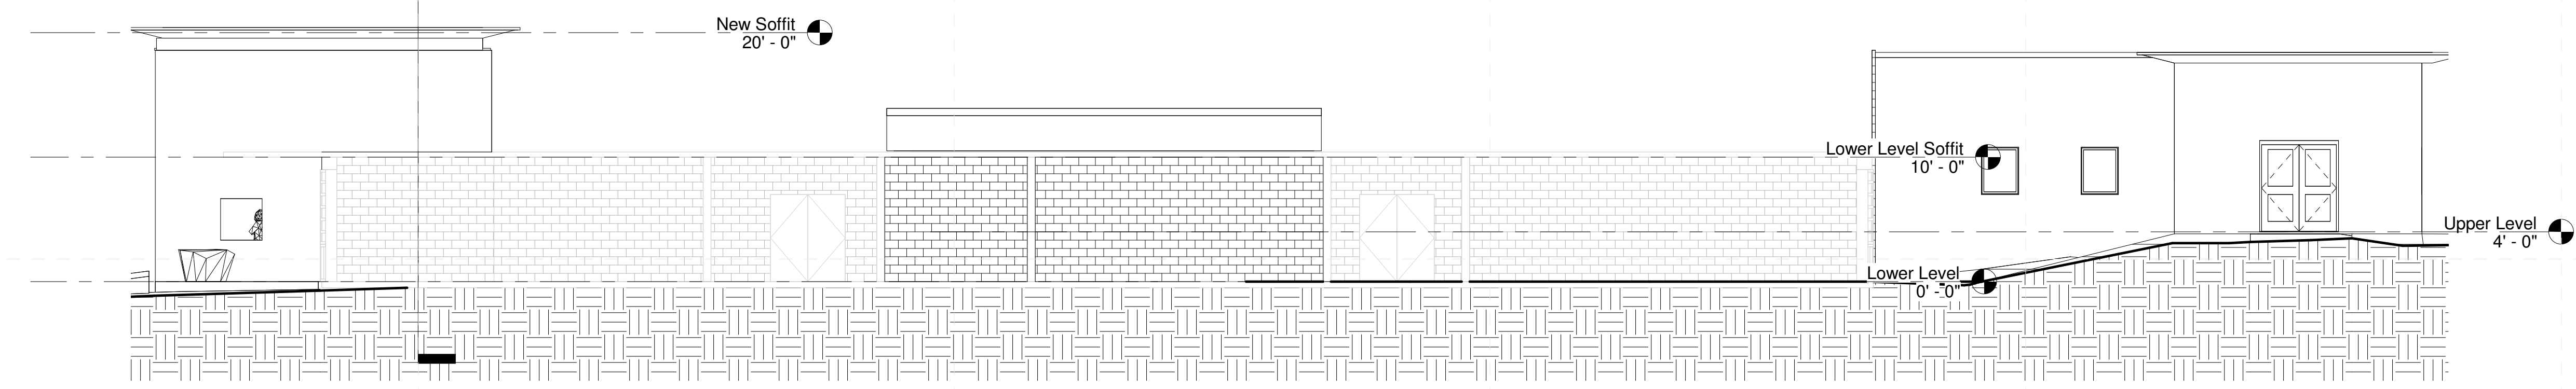 New Soffit
20' - 0"
Lower Level Soffit
10' - 0"
Upper Level
4' - 0"
Lower Level
0' - 0"